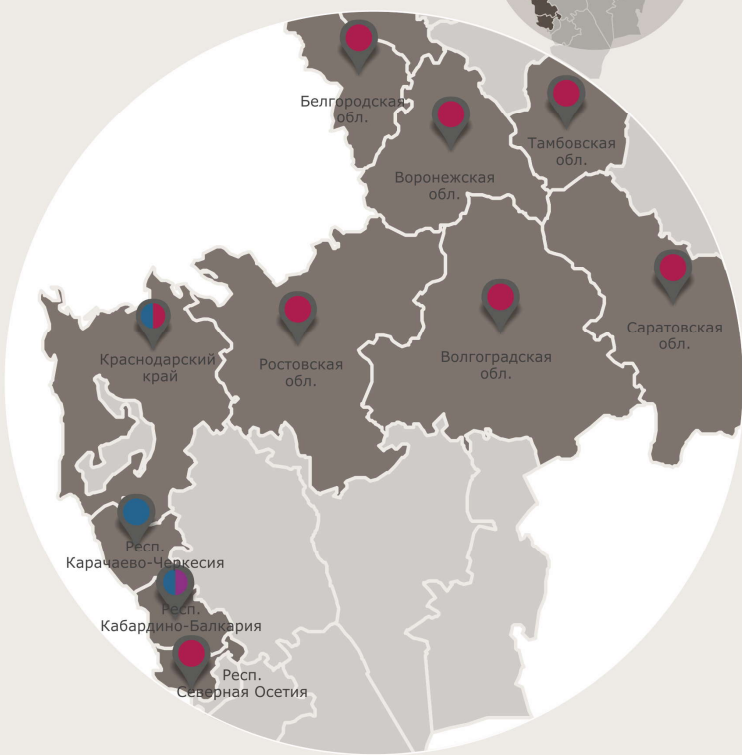 Белгородская
обл.
Тамбовская
обл.
Воронежская
обл.
Саратовская
обл.
Краснодарский
край
Ростовская
обл.
Волгоградская
обл.
Респ.
Карачаево-Черкесия
Респ.
Кабардино-Балкария
Респ.
Северная Осетия